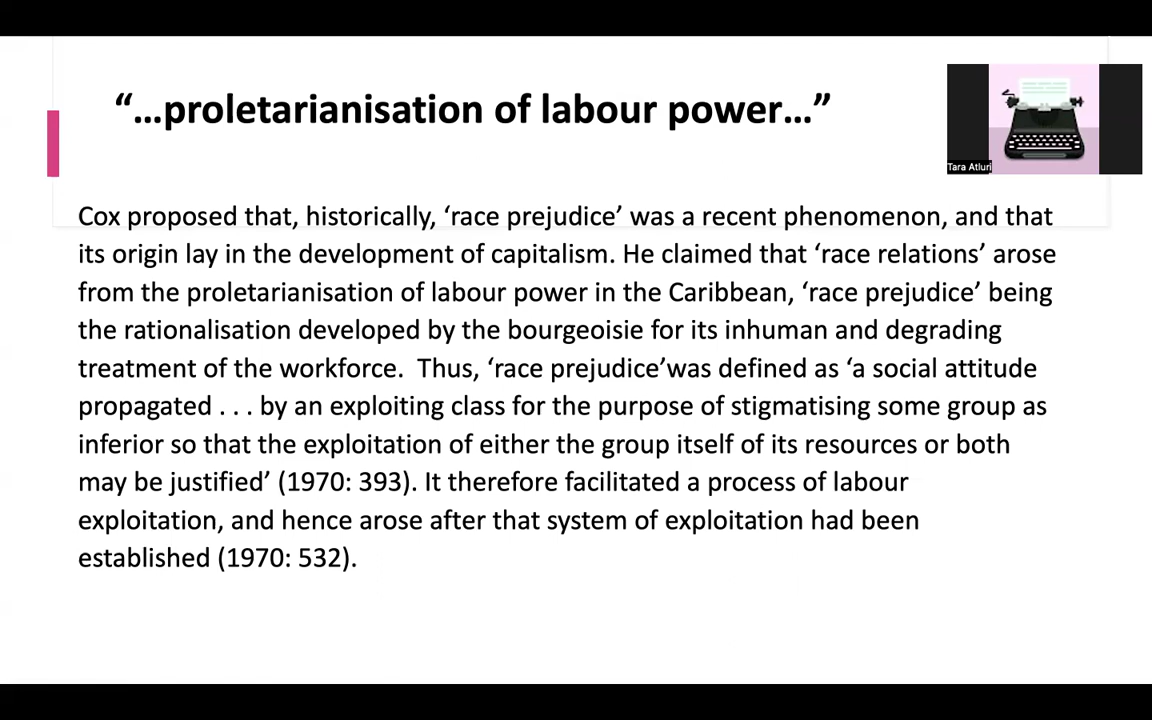 “...proletarianisation of labour power...”
Tara Atluri
Cox proposed that, historically, ‘race prejudice’ was a recent phenomenon, and that
its origin lay in the development of capitalism. He claimed that ‘race relations’ arose
from the proletarianisation of labour power in the Caribbean, ‘race prejudice’ being
the rationalisation developed by the bourgeoisie for its inhuman and degrading
treatment of the workforce.  Thus, ‘race prejudice’was defined as ‘a social attitude
propagated . . . by an exploiting class for the purpose of stigmatising some group as
inferior so that the exploitation of either the group itself of its resources or both
may be justified’ (1970: 393). It therefore facilitated a process of labour
exploitation, and hence arose after that system of exploitation had been
established (1970: 532).